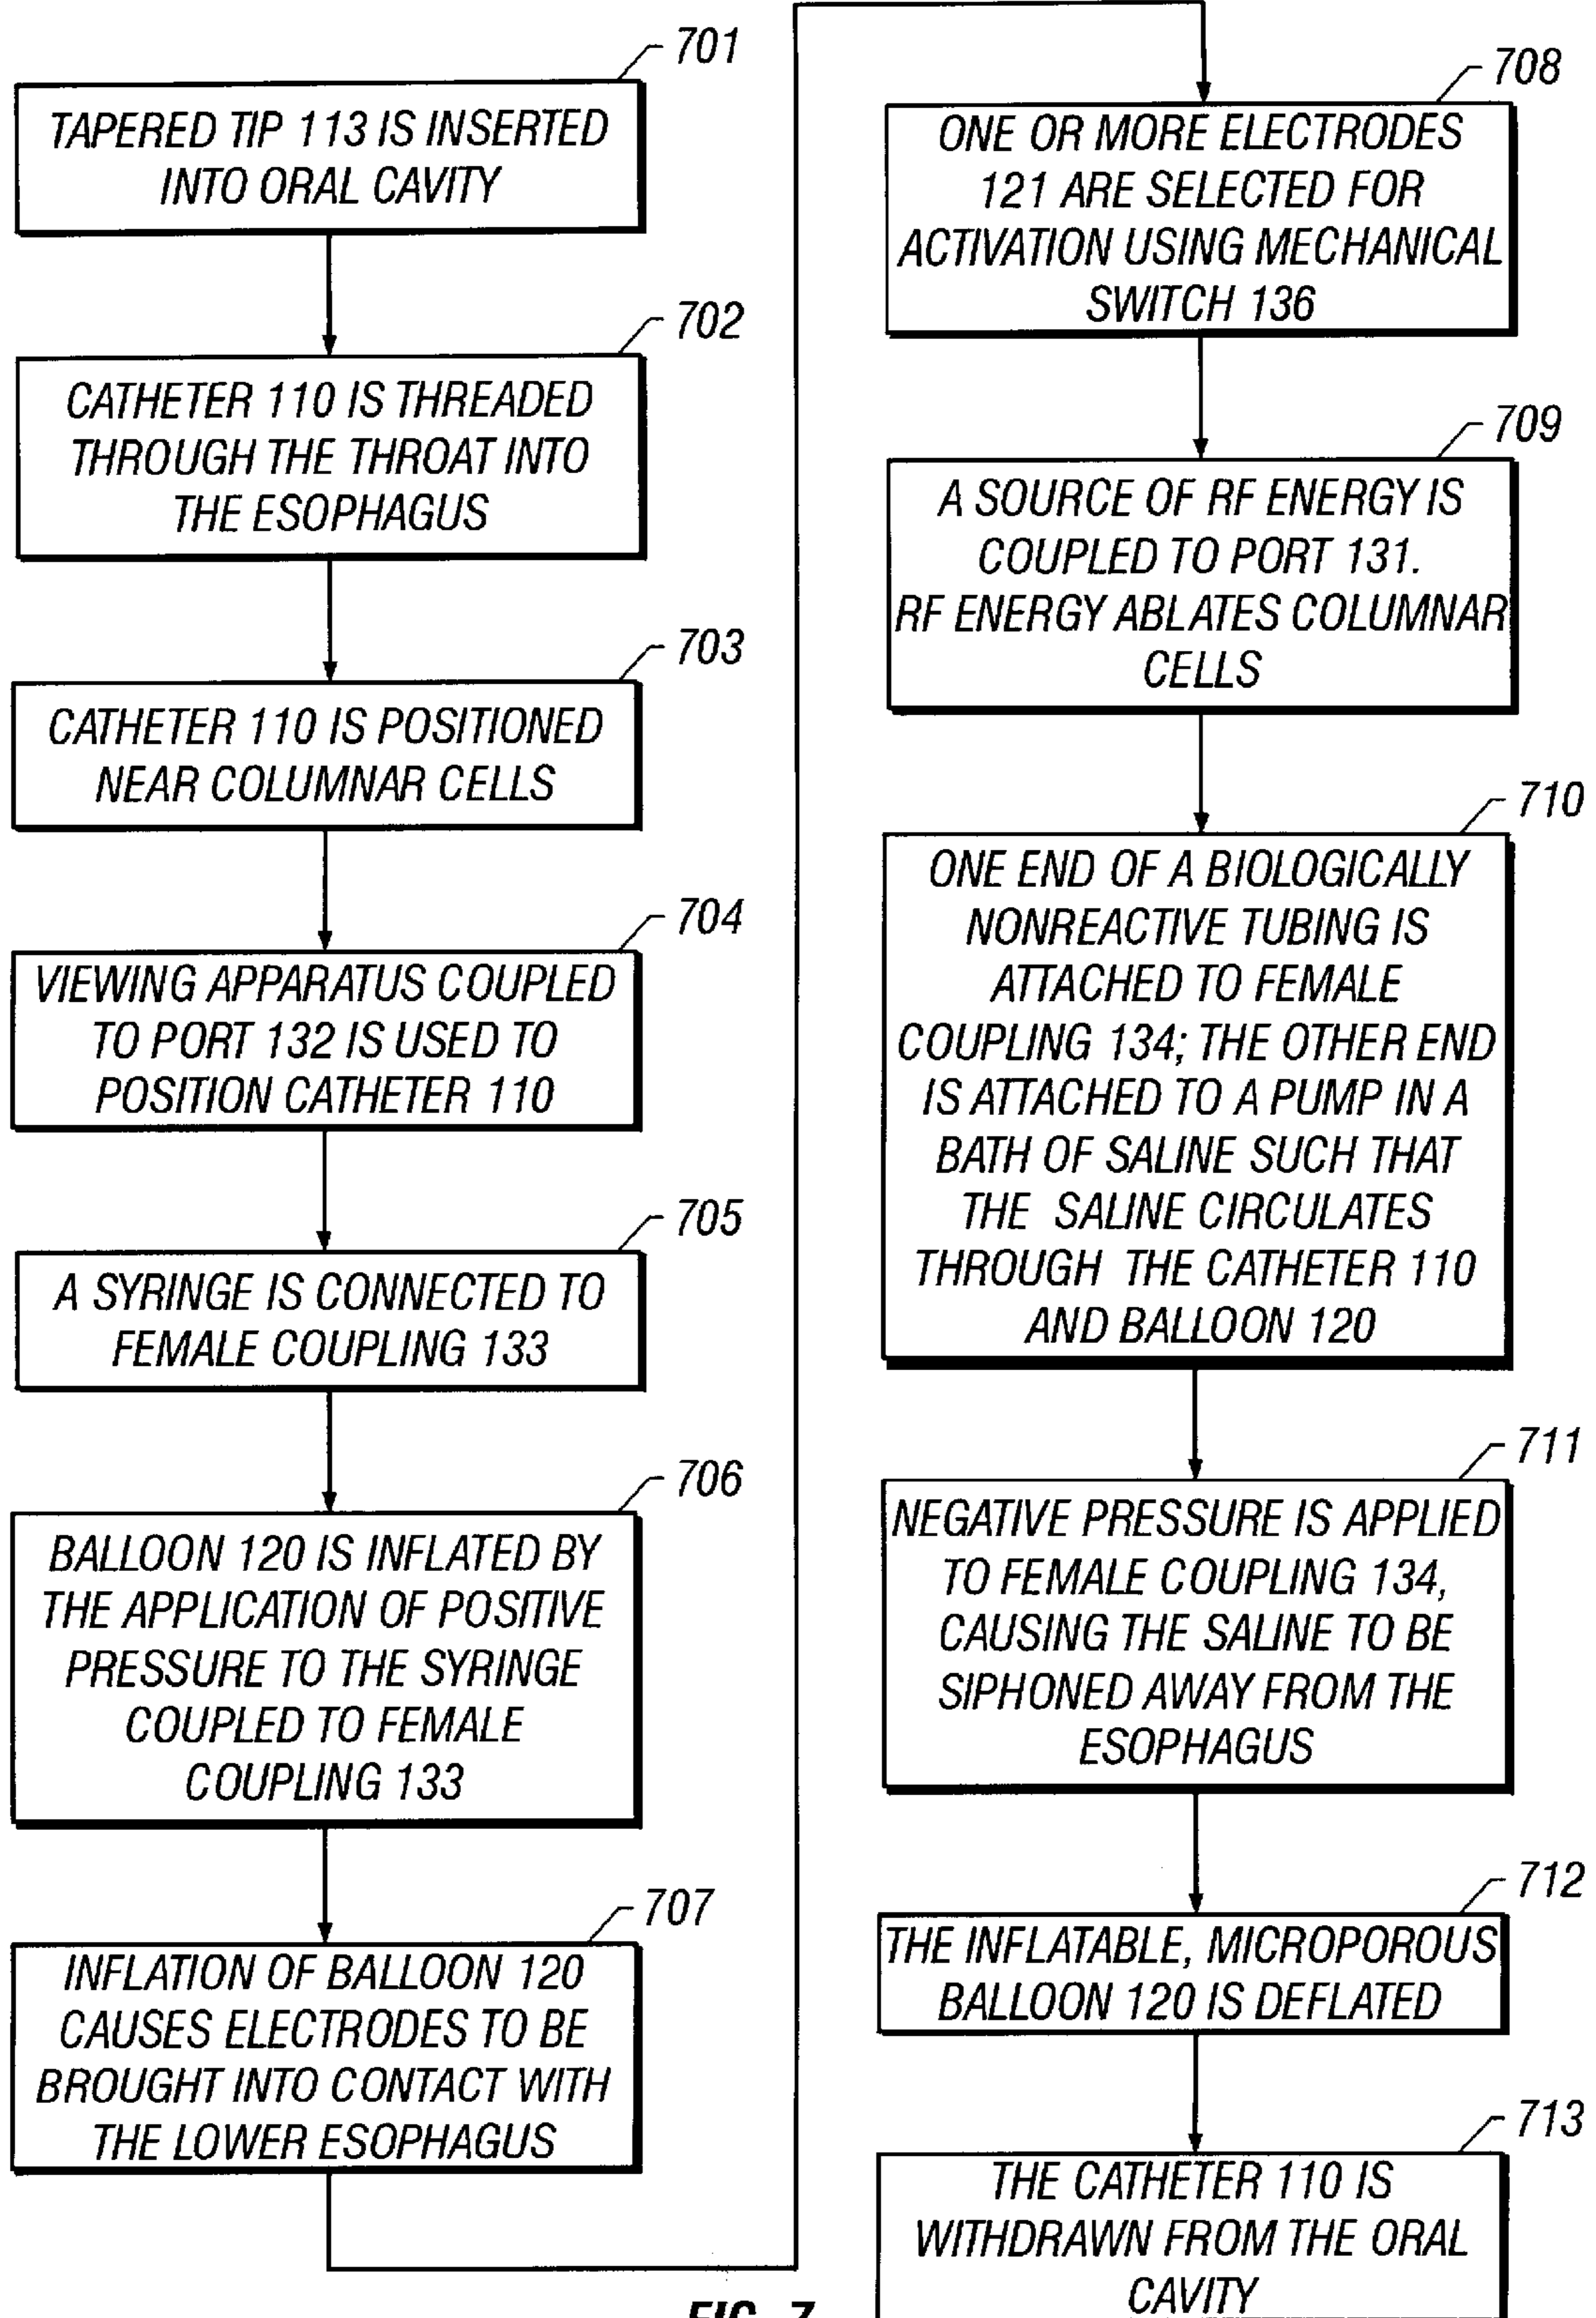 701
TAPERED TIP 113 IS INSERTED
INTO ORAL CAVITY
702
CATHETER 110 IS THREADED
THROUGH THE THROAT INTO
THE ESOPHAGUS
703
CATHETER 110 IS POSITIONED
NEAR COLUMNAR CELLS
704
VIEWING APPARATUS COUPLED
TO PORT 132 IS USED TO
POSITION CATHETER 110
705
A SYRINGE IS CONNECTED TO
FEMALE COUPLING 133
706
BALLOON 120 IS INFLATED BY
THE APPLICATION OF POSITIVE
PRESSURE TO THE SYRINGE
COUPLED TO FEMALE
COUPLING 133
707
INFLATION OF BALLOON 120
CAUSES ELECTRODES TO BE
BROUGHT INTO CONTACT WITH
THE LOWER ESOPHAGUS
708
ONE OR MORE ELECTRODES
121 ARE SELECTED FOR
ACTIVATION USING MECHANICAL
SWITCH 136
709
A SOURCE OF RF ENERGY IS
COUPLED TO PORT 131.
RF ENERGY ABLATES COLUMNAR
CELLS
710
ONE END OF A BIOLOGICALLY
NONREACTIVE TUBING IS
ATTACHED TO FEMALE
COUPLING 134; THE OTHER END
IS ATTACHED TO A PUMP IN A
BATH OF SALINE SUCH THAT
THE SALINE CIRCULATES
THROUGH THE CATHETER 110
AND BALLOON 120
711
NEGATIVE PRESSURE IS APPLIED
TO FEMALE COUPLING 134,
CAUSING THE SALINE TO BE
SIPHONED AWAY FROM THE
ESOPHAGUS
712
THE INFLATABLE, MICROPOROUS
BALLOON 120 IS DEFLATED
713
THE CATHETER 110 IS
WITHDRAWN FROM THE ORAL
CAVITY
FIG. 7